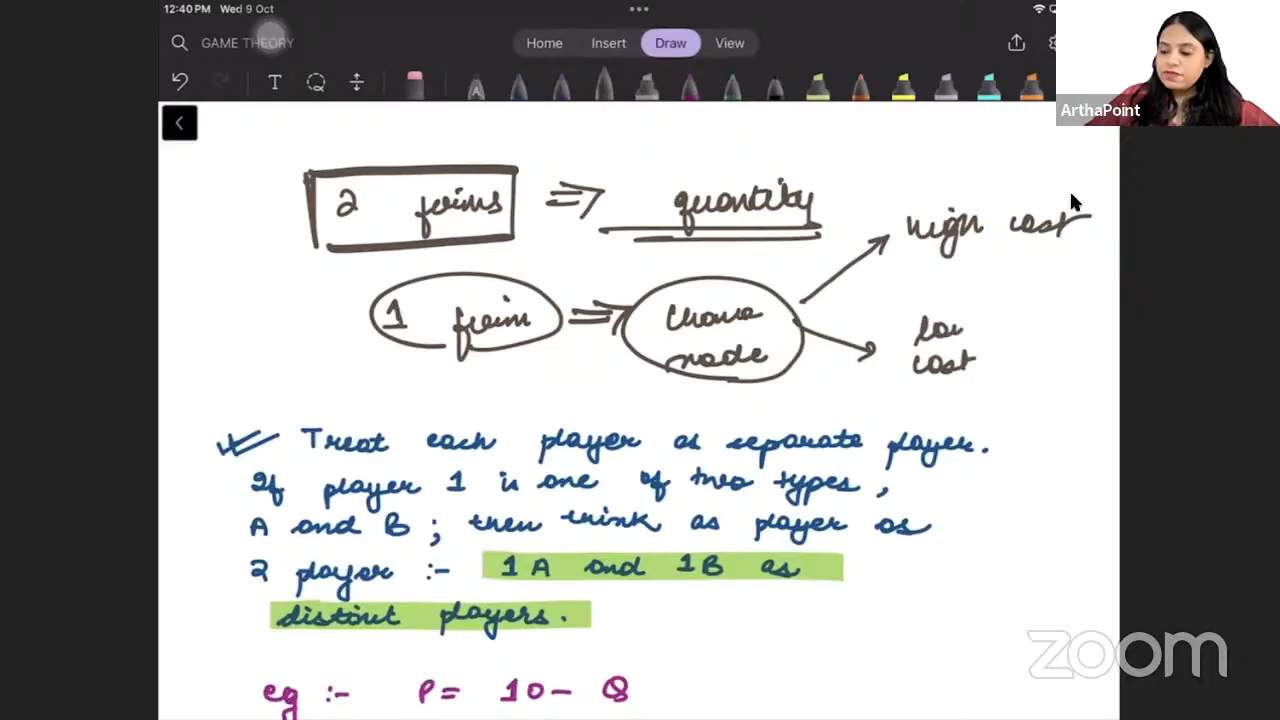 12:40 PM Wed 9 Oct
GAME THEORY
Home Insert Draw View
ArthaPoint
2 firms ⇒ quantity
high cost
1 firm ⇒ chance node
low cost
Treat each player as separate player.
If player 1 is one of two types,
A and B ; then think as player as
2 player :- 1A and 1B as
distinct players.
eg :- P = 10 - Q
zoom